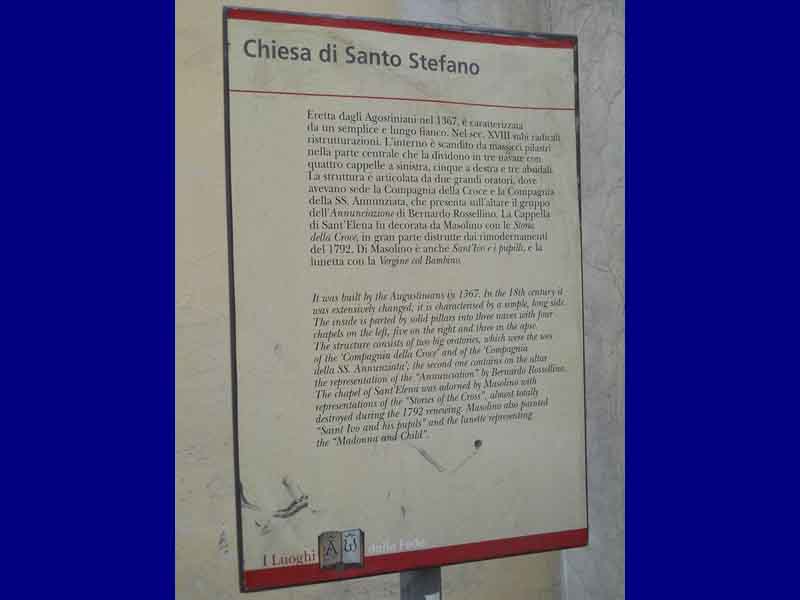 Chiesa di Santo Stefano
Eretta dagli Agostiniani nel 1367, è caratterizzata
da un semplice e lungo fianco. Nel sec. XVIII subì radicali
ristrutturazioni. L'interno è scandito da massicci pilastri
nella parte centrale che la dividono in tre navate con
quattro cappelle a sinistra, cinque a destra e tre absidali.
La struttura è articolata da due grandi oratori, dove
avevano sede la Compagnia della Croce e la Compagnia
della SS. Annunziata, che presenta sull'altare il gruppo
dell'Annunciazione di Bernardo Rossellino. La Cappella
di Sant'Elena fu decorata da Masolino con le Storie
della Croce, in gran parte distrutte dai rimodernamenti
del 1792. Di Masolino è anche Sant'Ivo e i pupilli, e la
lunetta con la Vergine col Bambino.
It was built by the Augustinians in 1367. In the 18th century it
was extensively changed, it is characterised by a simple, long side.
The inside is parted by solid pillars into three naves with four
chapels on the left, five on the right and three in the apse.
The structure consists of two big oratories, which were the sees
of the 'Compagnia della Croce' and of the 'Compagnia
della SS. Annunziata'; the second one contains on the altar
the representation of the "Annunciation" by Bernardo Rossellino.
The chapel of Sant'Elena was adorned by Masolino with
representations of the "Stories of the Cross", almost totally
destroyed during the 1792 renewing. Masolino also painted
"Saint Ivo and his pupils" and the lunette representing
the "Madonna and Child".
I Luoghi A ω della Fede